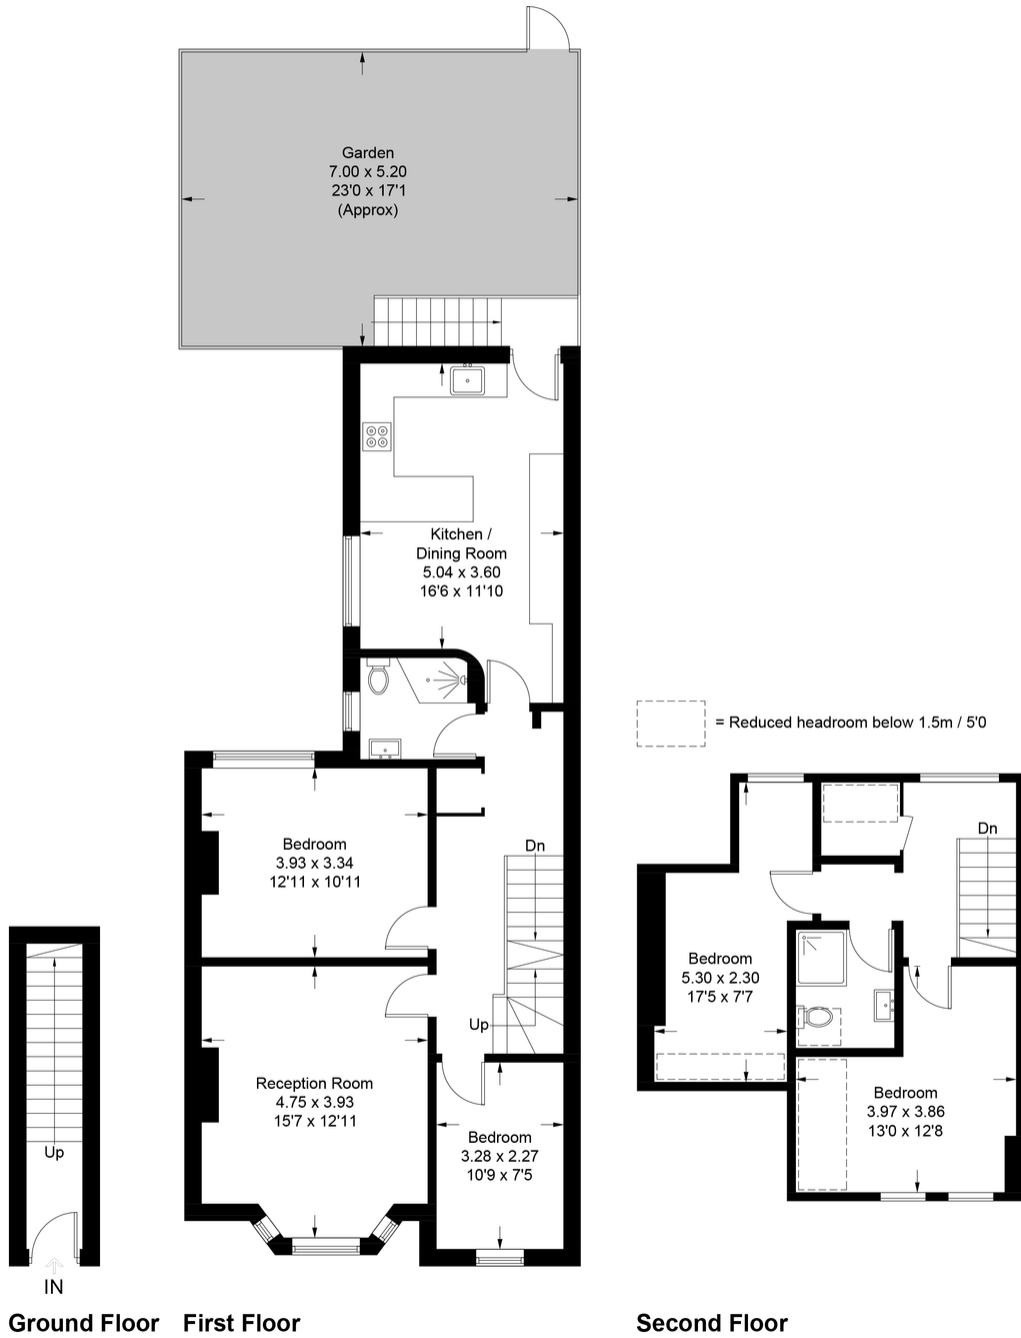 Garden
7.00 x 5.20
23'0 x 17'1
(Approx)
Kitchen /
Dining Room
5.04 x 3.60
16'6 x 11'10
= Reduced headroom below 1.5m / 5'0
Bedroom
3.93 x 3.34
12'11 x 10'11
Dn
Up
Reception Room
4.75 x 3.93
15'7 x 12'11
Bedroom
3.28 x 2.27
10'9 x 7'5
Dn
Bedroom
5.30 x 2.30
17'5 x 7'7
Bedroom
3.97 x 3.86
13'0 x 12'8
Up
IN
Ground Floor
First Floor
Second Floor